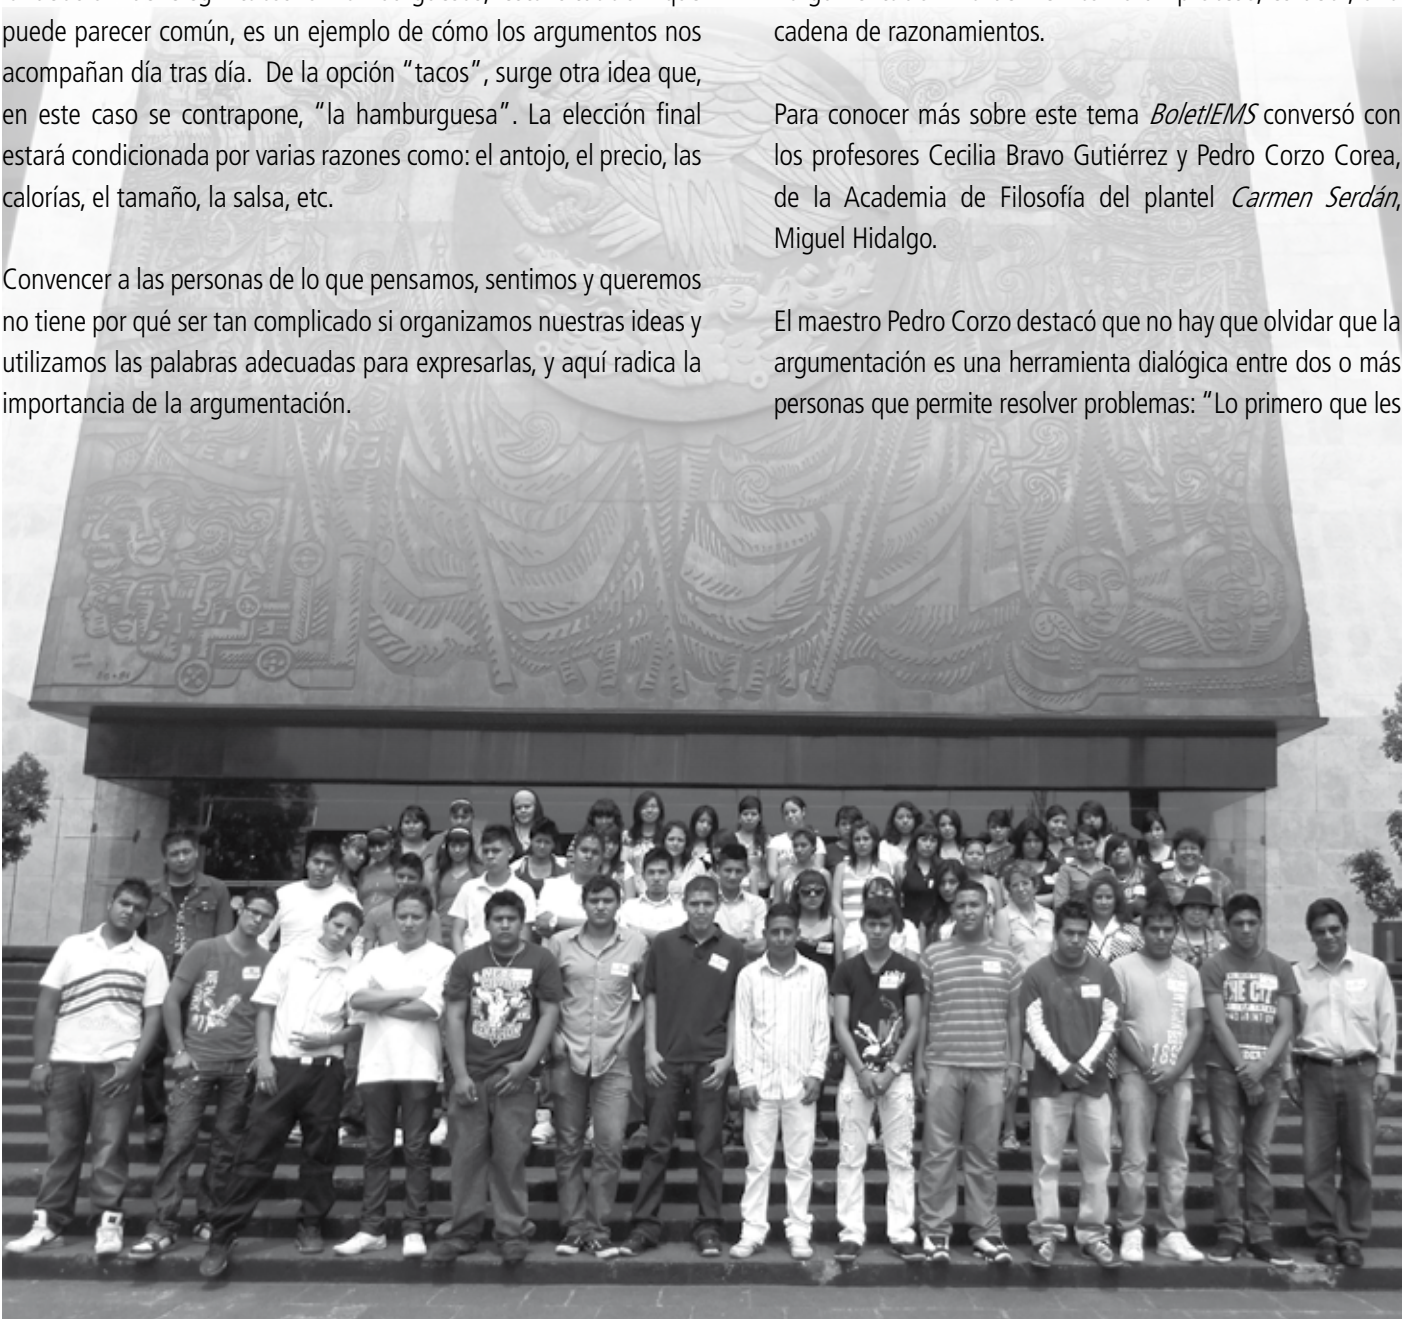 puede parecer común, es un ejemplo de cómo los argumentos nos
acompañan día tras día. De la opción “tacos”, surge otra idea que,
en este caso se contrapone, “la hamburguesa”. La elección final
estará condicionada por varias razones como: el antojo, el precio, las
calorías, el tamaño, la salsa, etc.
Convencer a las personas de lo que pensamos, sentimos y queremos
no tiene por qué ser tan complicado si organizamos nuestras ideas y
utilizamos las palabras adecuadas para expresarlas, y aquí radica la
importancia de la argumentación.
cadena de razonamientos.
Para conocer más sobre este tema BoletIEMS conversó con
los profesores Cecilia Bravo Gutiérrez y Pedro Corzo Corea,
de la Academia de Filosofía del plantel Carmen Serdán,
Miguel Hidalgo.
El maestro Pedro Corzo destacó que no hay que olvidar que la
argumentación es una herramienta dialógica entre dos o más
personas que permite resolver problemas: “Lo primero que les
THE CIT